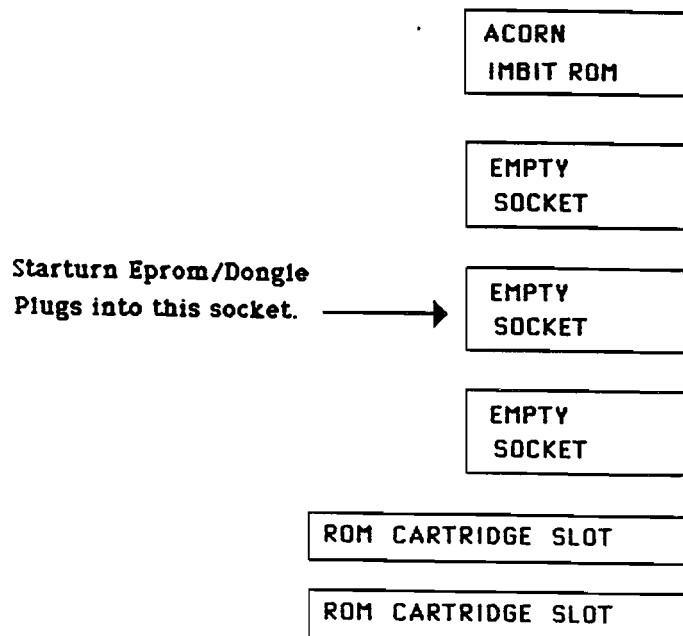 ACORN
IMBIT ROM
EMPTY
SOCKET
Starturn Eprom/Dongle
Plugs into this socket.
EMPTY
SOCKET
EMPTY
SOCKET
ROM CARTRIDGE SLOT
ROM CARTRIDGE SLOT